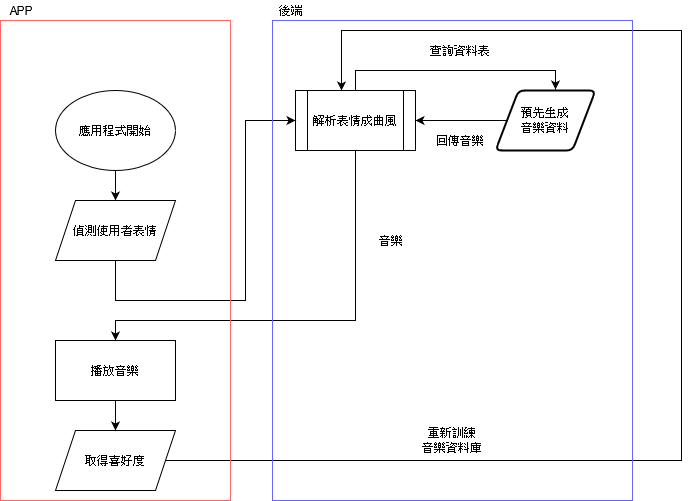 APP
後端
應用程式開始
偵測使用者表情
播放音樂
取得喜好度
查詢資料表
解析表情成曲風
預先生成
音樂資料
回傳音樂
音樂
重新訓練
音樂資料庫